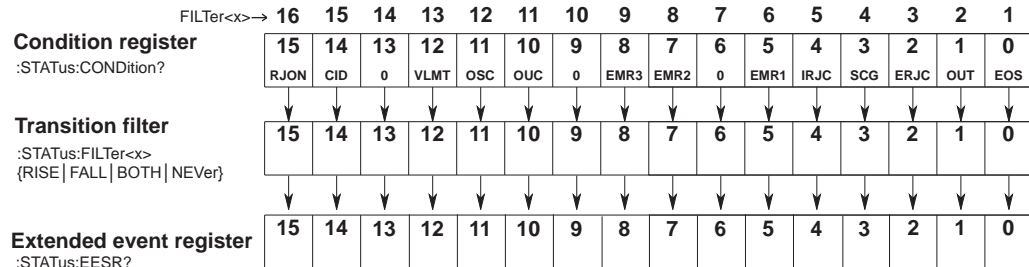 FILTer<x>→ 16 15 14 13 12 11 10 9 8 7 6 5 4 3 2 1
Condition register
:STATus:CONDition?
15 14 13 12 11 10 9 8 7 6 5 4 3 2 1 0
RJON CID 0 VLMT OSC OUC 0 EMR3 EMR2 0 EMR1 IRJC SCG ERJC OUT EOS
Transition filter
:STATus:FILTer<x>
{RISE|FALL|BOTH|NEVer}
15 14 13 12 11 10 9 8 7 6 5 4 3 2 1 0
Extended event register
:STATus:EESR?
15 14 13 12 11 10 9 8 7 6 5 4 3 2 1 0